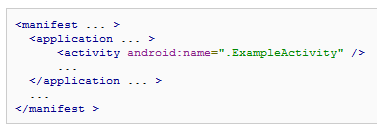 <manifest ... >
  <application ... >
      <activity android:name=".ExampleActivity" />
      ...
  </application ... >
  ...
</manifest >